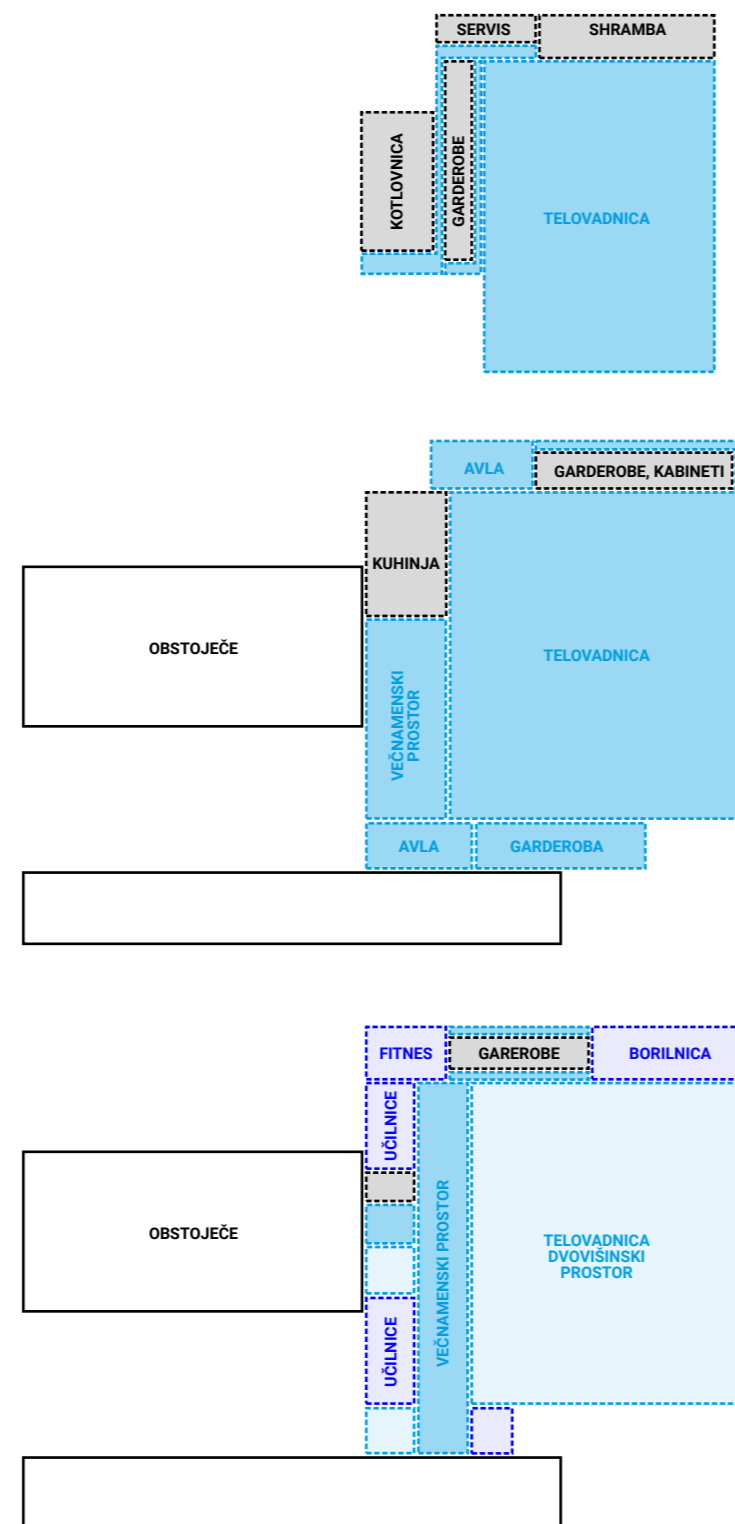 SERVIS
SHRAMBA
KOTLOVNICA
GARDEROBE
TELOVADNICA
AVLA
GARDEROBE, KABINETI
KUHINJA
OBSTOJEČE
VEČNAMENSKI
PROSTOR
TELOVADNICA
AVLA
GARDEROBA
FITNES
GAREROBE
BORILNICA
UČILNICE
OBSTOJEČE
VEČNAMENSKI PROSTOR
TELOVADNICA
DVOVIŠINSKI
PROSTOR
UČILNICE